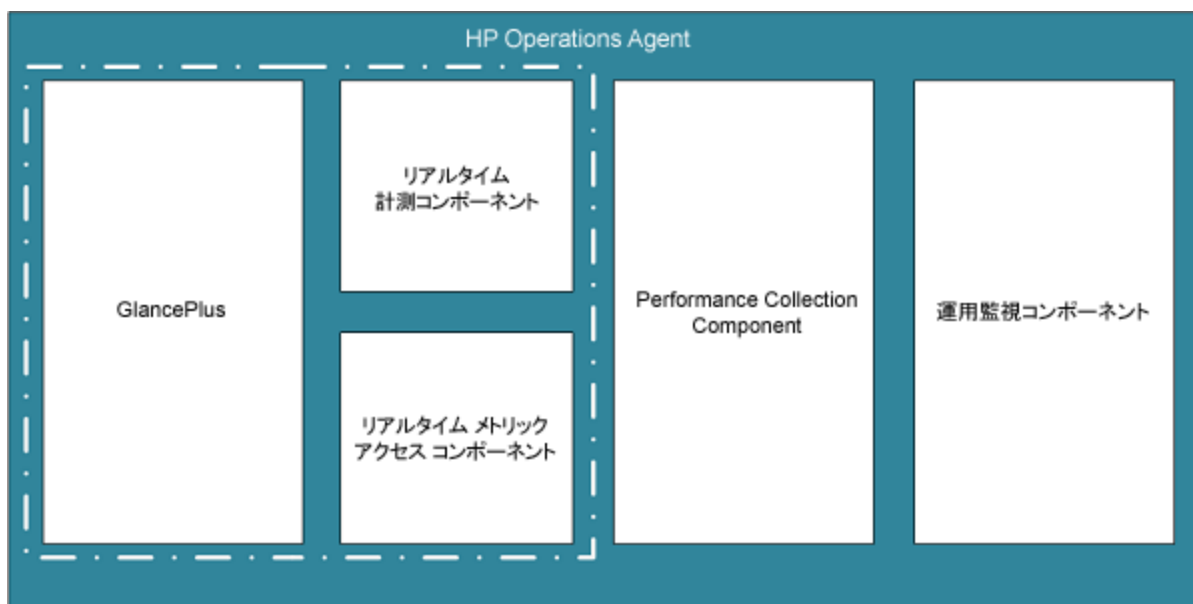 HP Operations Agent
GlancePlus
リアルタイム
計測コンポーネント
リアルタイム メトリック
アクセス コンポーネント
Performance Collection
Component
運用監視コンポーネント